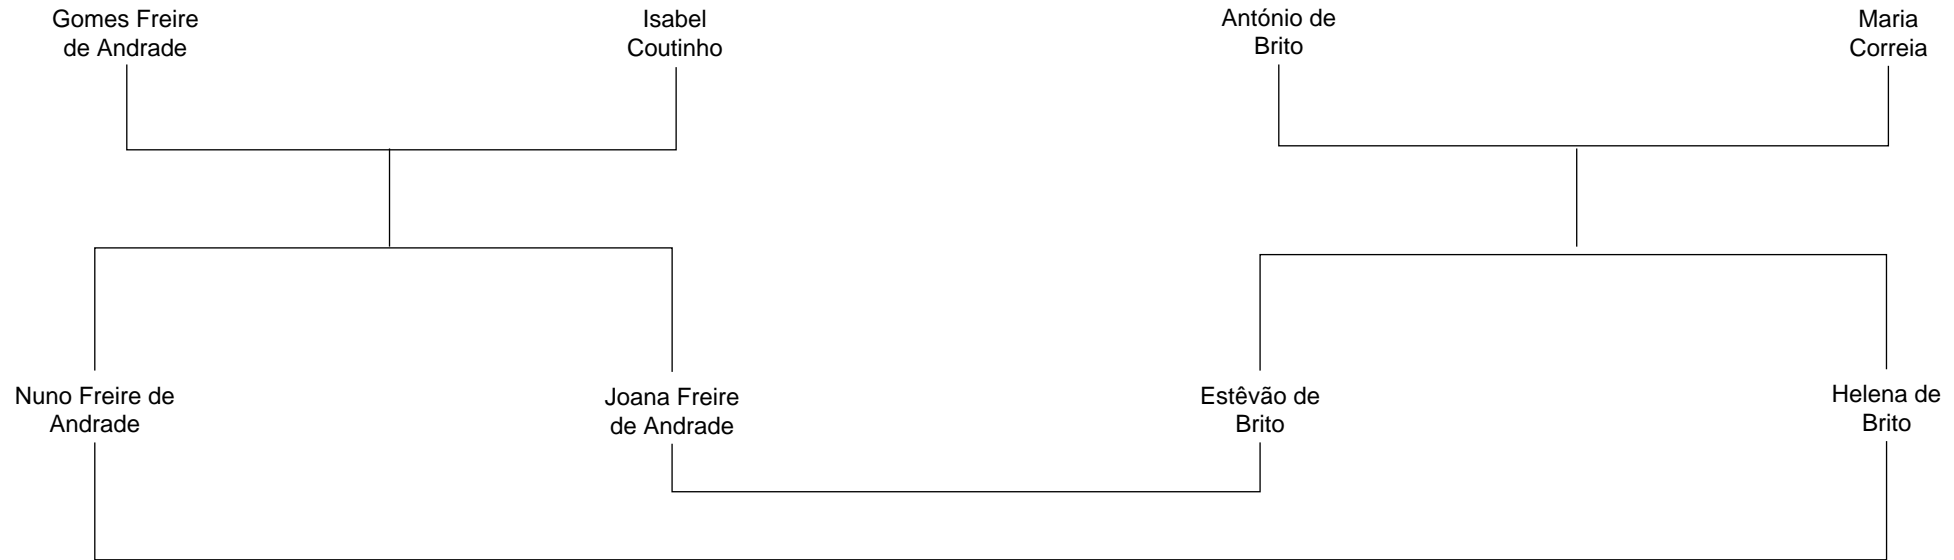 Gomes Freire
de Andrade
Isabel
Coutinho
António de
Brito
Maria
Correia
Nuno Freire de
Andrade
Joana Freire
de Andrade
Estêvão de
Brito
Helena de
Brito